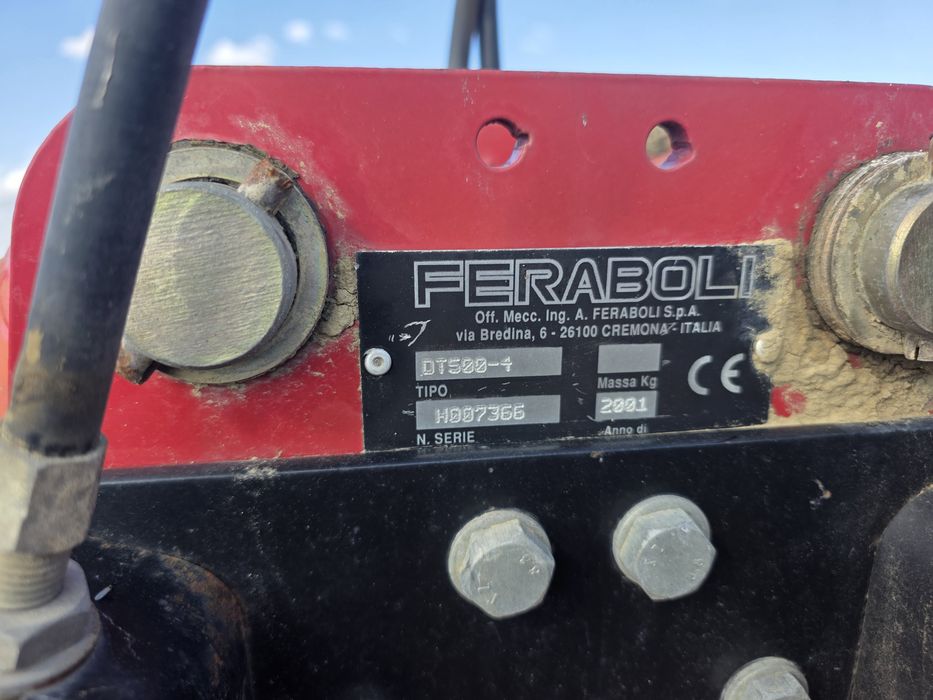 FERABOLI
Off. Mecc. Ing. A. FERABOLI S.p.A.
via Bredina, 6 - 26100 CREMONA - ITALIA
DT500-4
TIPO
Massa Kg
CE
H007366
2001
N. SERIE
Anno di